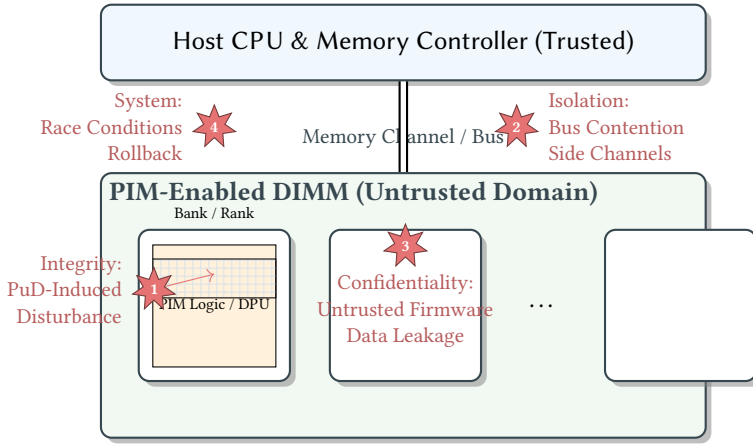 Host CPU & Memory Controller (Trusted)
System:
Race Conditions
Rollback
4
Memory Channel / Bus
2
Isolation:
Bus Contention
Side Channels
PIM-Enabled DIMM (Untrusted Domain)
Bank / Rank
Integrity:
PuD-Induced
Disturbance
1
PIM Logic / DPU
3
Confidentiality:
Untrusted Firmware
Data Leakage
...